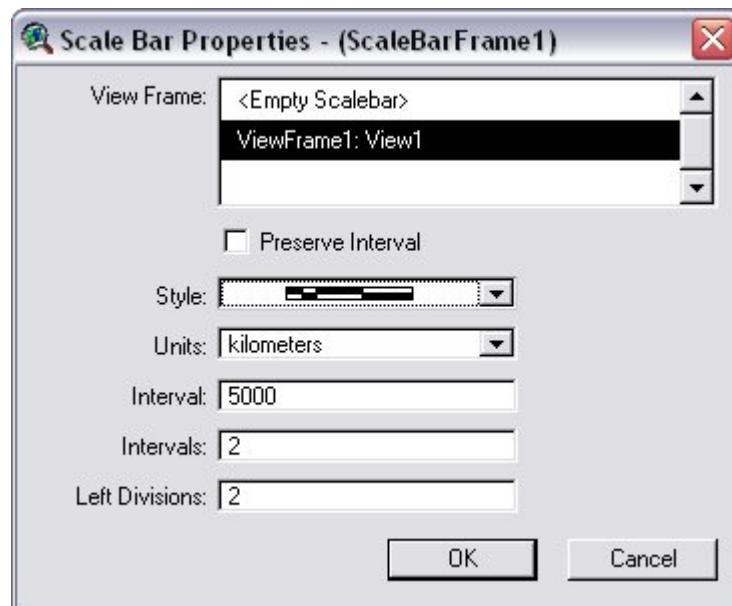 Scale Bar Properties - (ScaleBarFrame1)
View Frame:
<Empty Scalebar>
ViewFrame1: View1
Preserve Interval
Style:
Units: kilometers
Interval: 5000
Intervals: 2
Left Divisions: 2
OK Cancel